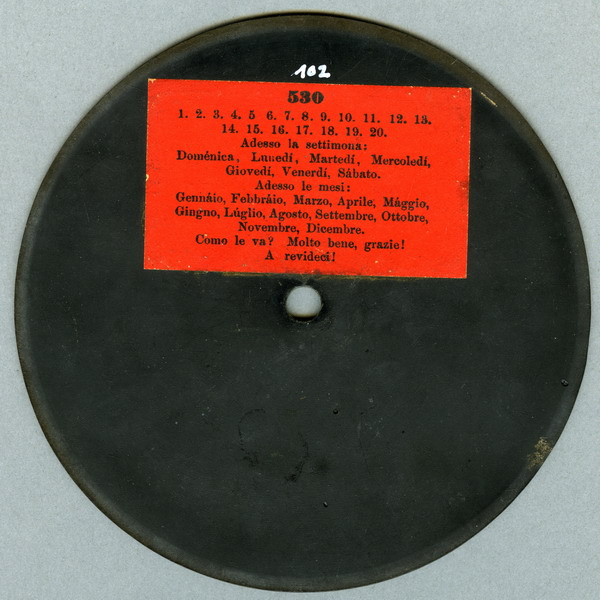 102
530
1. 2. 3. 4. 5 6. 7. 8. 9. 10. 11. 12. 13.
14. 15. 16. 17. 18. 19. 20.
Adesso la settimona:
Doménica, Lunedí, Martedí, Mercoledí,
Giovedí, Venerdí, Sábato.
Adesso le mesi:
Gennáio, Febbráio, Marzo, Aprile, Mággio,
Gingno, Lúglio, Agosto, Settembre, Ottobre,
Novembre, Dicembre.
Como le va? Molto bene, grazie!
A revideci!